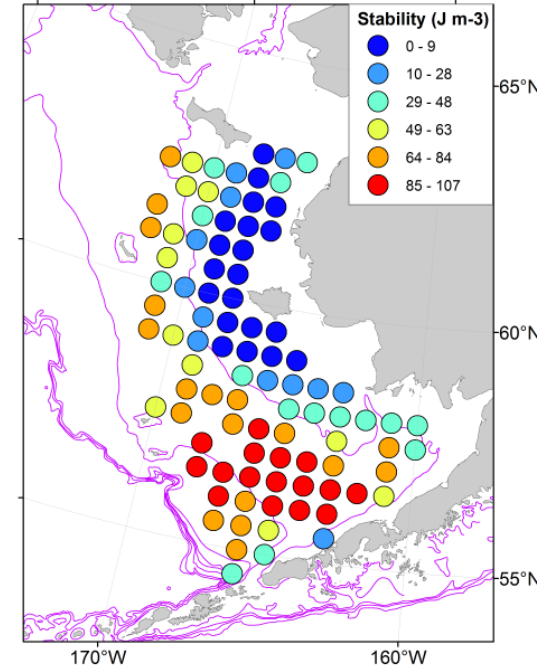 Stability (J m-3)
0 - 9
10 - 28
29 - 48
49 - 63
64 - 84
85 - 107
65°N
60°N
55°N
170°W
160°W